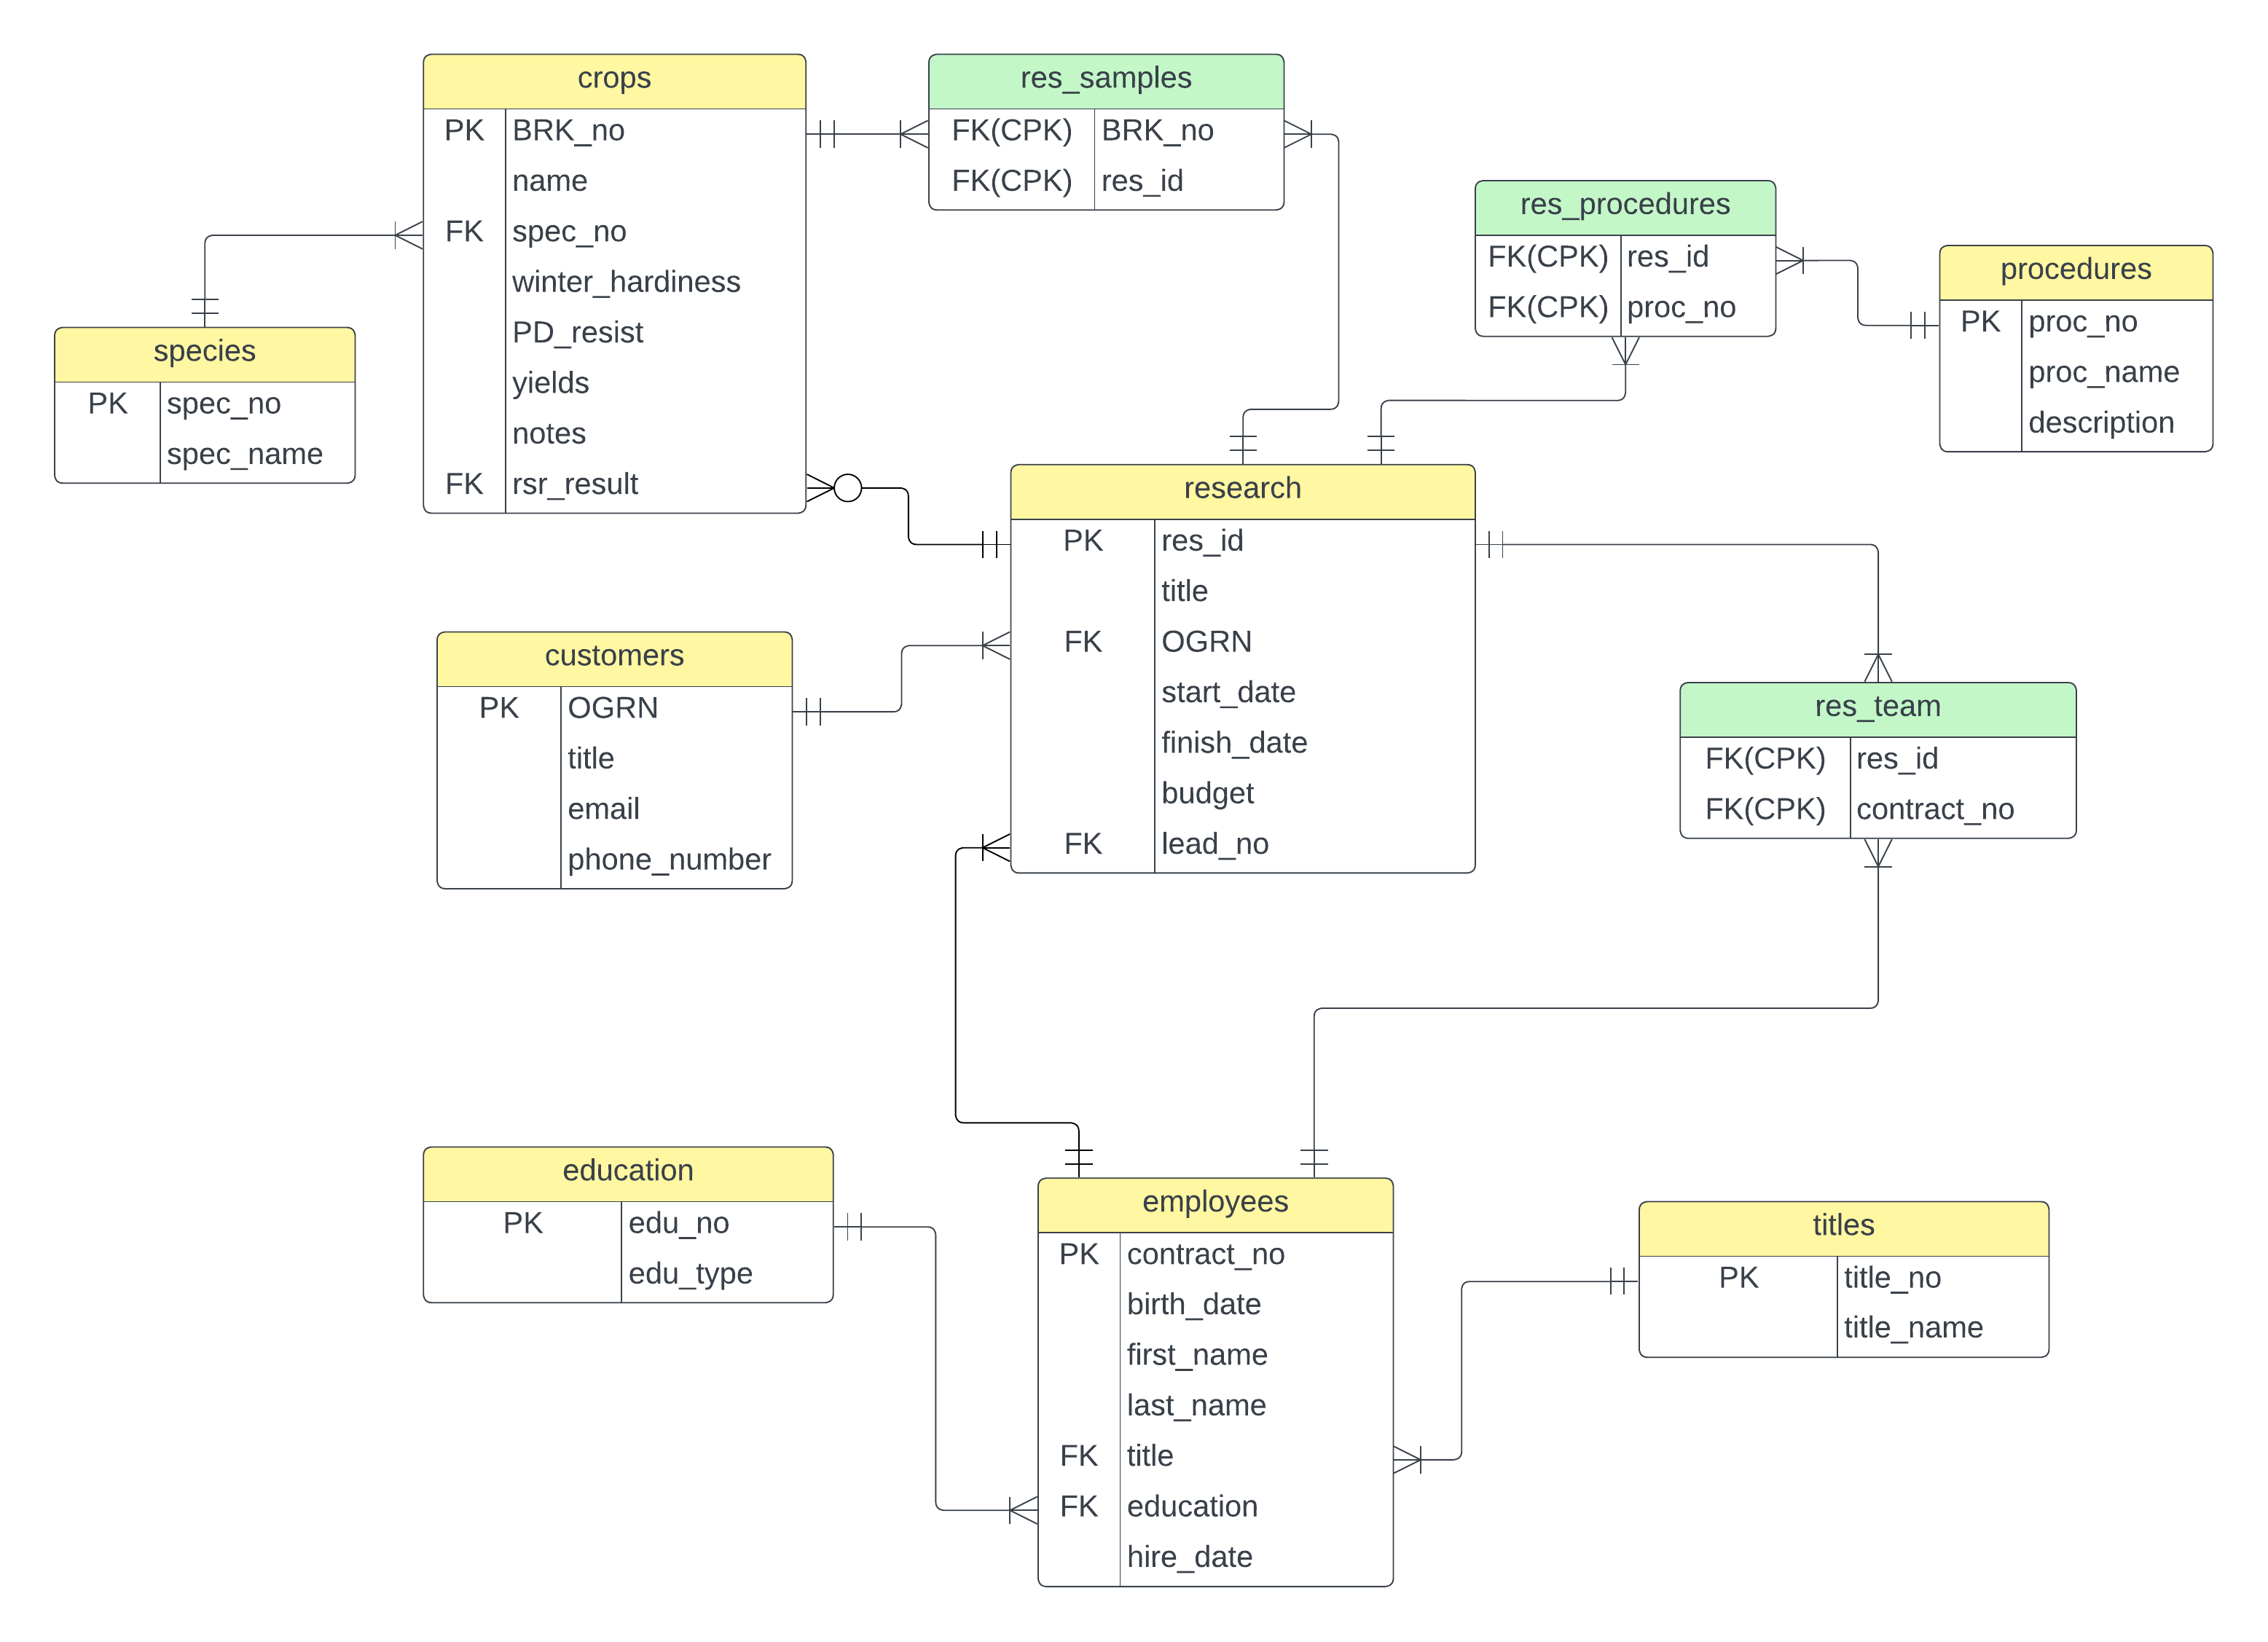 crops
PK BRK_no
name
FK spec_no
winter_hardiness
PD_resist
yields
notes
FK rsr_result
res_samples
FK(CPK) BRK_no
FK(CPK) res_id
res_procedures
FK(CPK) res_id
FK(CPK) proc_no
procedures
PK proc_no
proc_name
description
species
PK spec_no
spec_name
research
PK res_id
title
FK OGRN
start_date
finish_date
budget
FK lead_no
customers
PK OGRN
title
email
phone_number
res_team
FK(CPK) res_id
FK(CPK) contract_no
education
PK edu_no
edu_type
employees
PK contract_no
birth_date
first_name
last_name
FK title
FK education
hire_date
titles
PK title_no
title_name